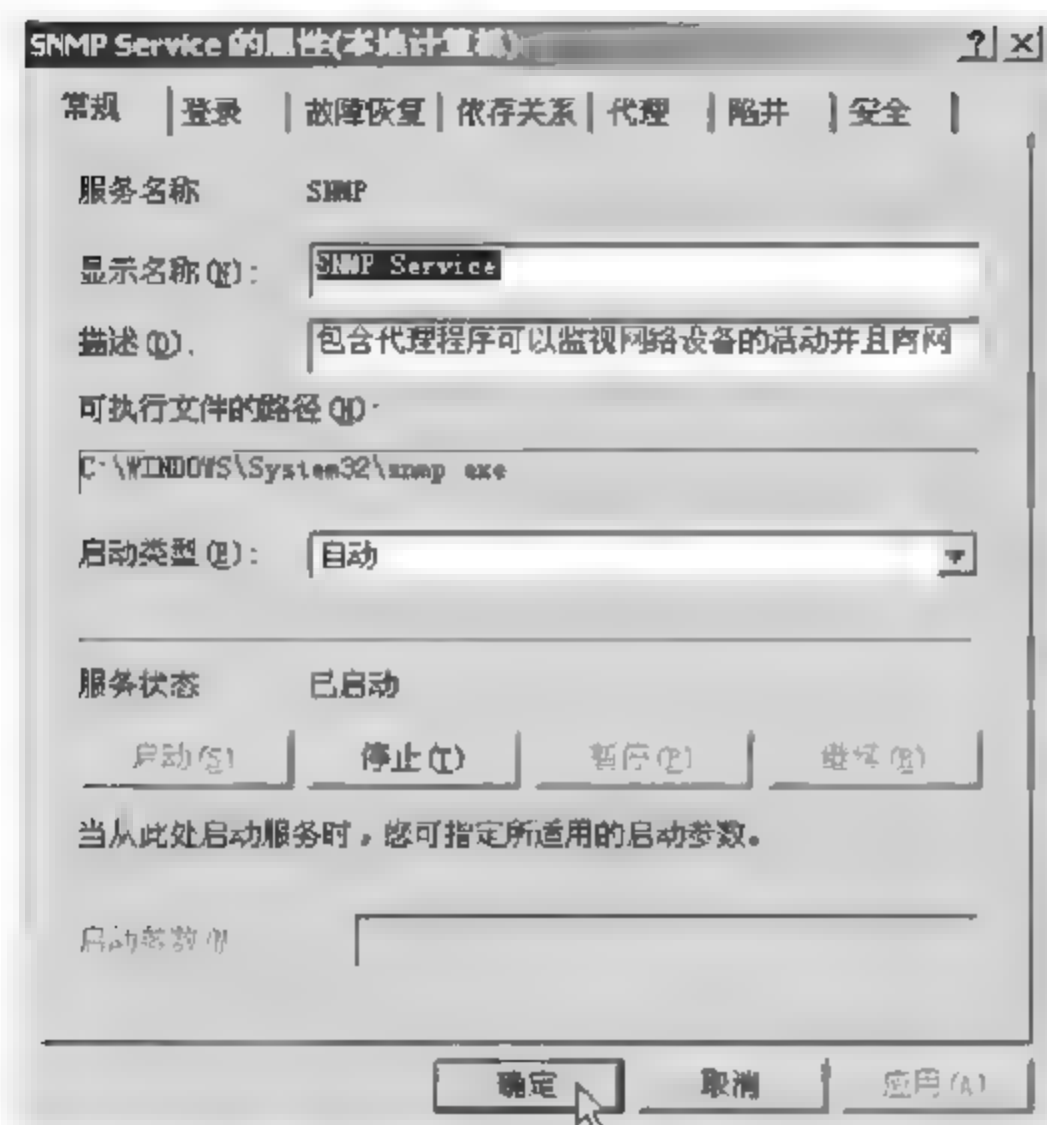 SNMP Service 的属性(本地计算机)
常规 登录 故障恢复 依存关系 代理 陷井 安全
服务名称 SNMP
显示名称(N): SNMP Service
描述(D). 包含代理程序可以监视网络设备的活动并且向网
可执行文件的路径(H):
C:\WINDOWS\System32\snmp exe
启动类型(E): 自动
服务状态 已启动
启动(S) 停止(T) 暂停(P) 继续(R)
当从此处启动服务时，您可指定所适用的启动参数。
启动参数(M)
确定 取消 应用(A)